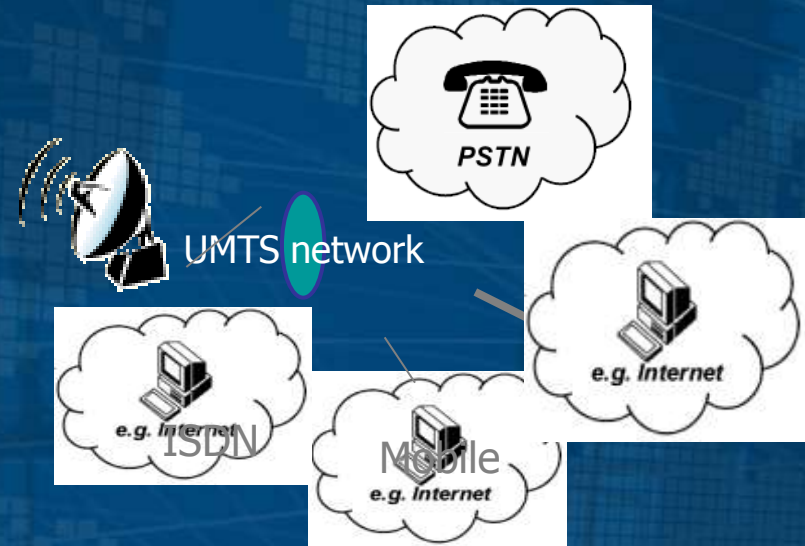 PSTN
UMTS network
e.g. Internet
e.g. Internet
ISDN
Mobile
e.g. Internet